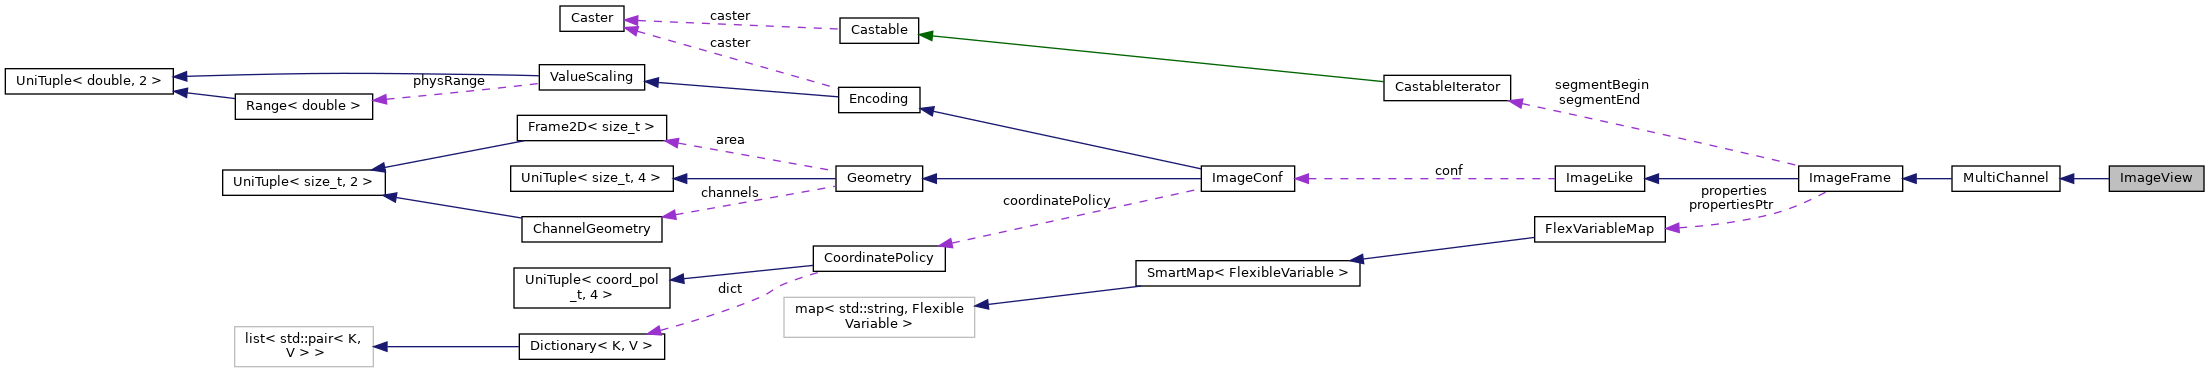 Caster
caster
Castable
caster
UniTuple< double, 2 >
physRange
ValueScaling
Range< double >
Encoding
CastableIterator
segmentBegin
segmentEnd
Frame2D< size_t >
area
UniTuple< size_t, 2 >
UniTuple< size_t, 4 >
channels
Geometry
ChannelGeometry
ImageConf
conf
ImageLike
ImageFrame
MultiChannel
ImageView
properties
propertiesPtr
coordinatePolicy
FlexVariableMap
CoordinatePolicy
SmartMap< FlexibleVariable >
UniTuple< coord_pol
_t, 4 >
dict
map< std::string, Flexible
Variable >
list< std::pair< K,
V > >
Dictionary< K, V >